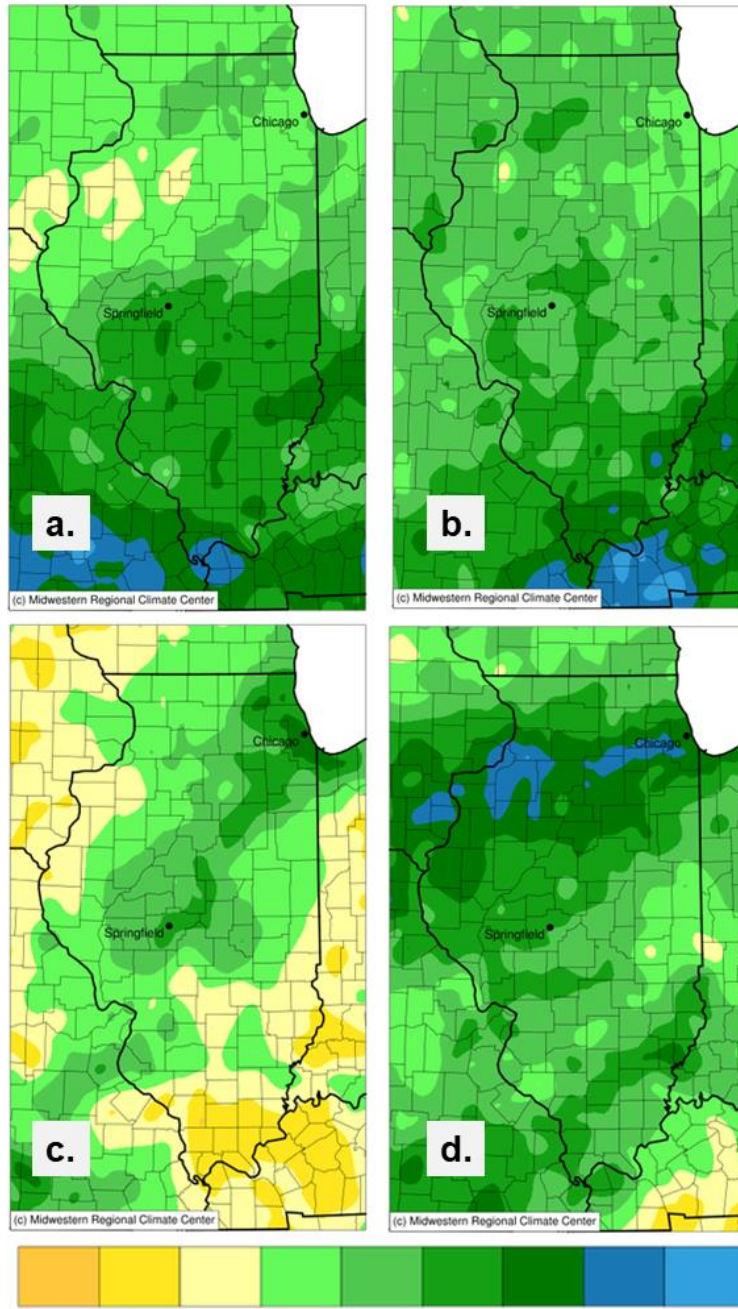 Chicago
Springfield
a.
(c) Midwestern Regional Climate Center
Chicago
Springfield
b.
(c) Midwestern Regional Climate Center
Chicago
Springfield
c.
(c) Midwestern Regional Climate Center
Chicago
Springfield
d.
(c) Midwestern Regional Climate Center